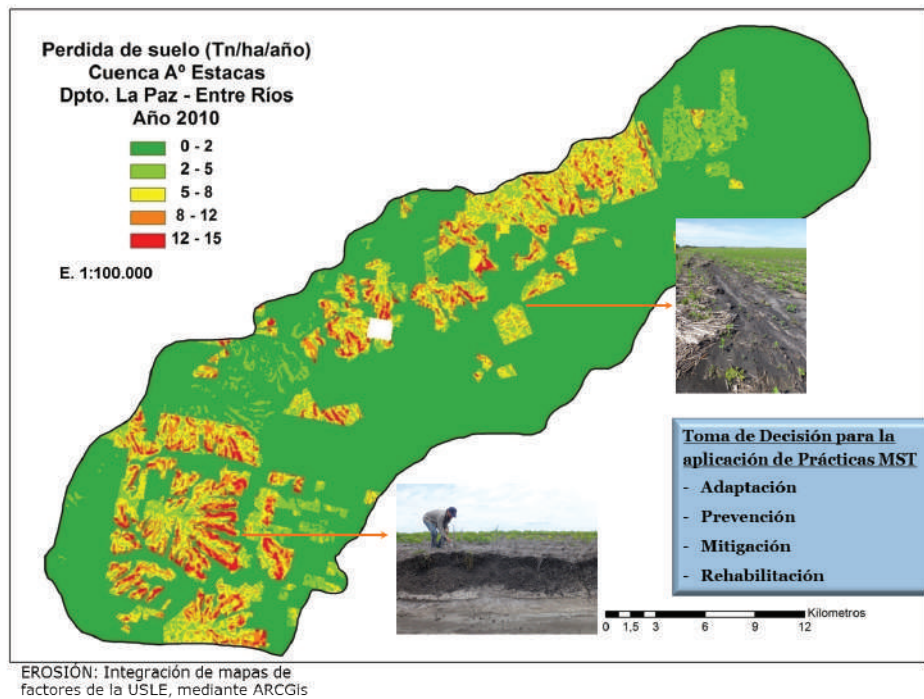 Perdida de suelo (Tn/ha/año)
Cuenca Aº Estacas
Dpto. La Paz - Entre Ríos
Año 2010
0 - 2
2 - 5
5 - 8
8 - 12
12 - 15
E. 1:100.000
Toma de Decisión para la
aplicación de Prácticas MST
- Adaptación
- Prevención
- Mitigación
- Rehabilitación
Kilometros
0 1,5 3 6 9 12
EROSIÓN: Integración de mapas de
factores de la USLE, mediante ARCGis